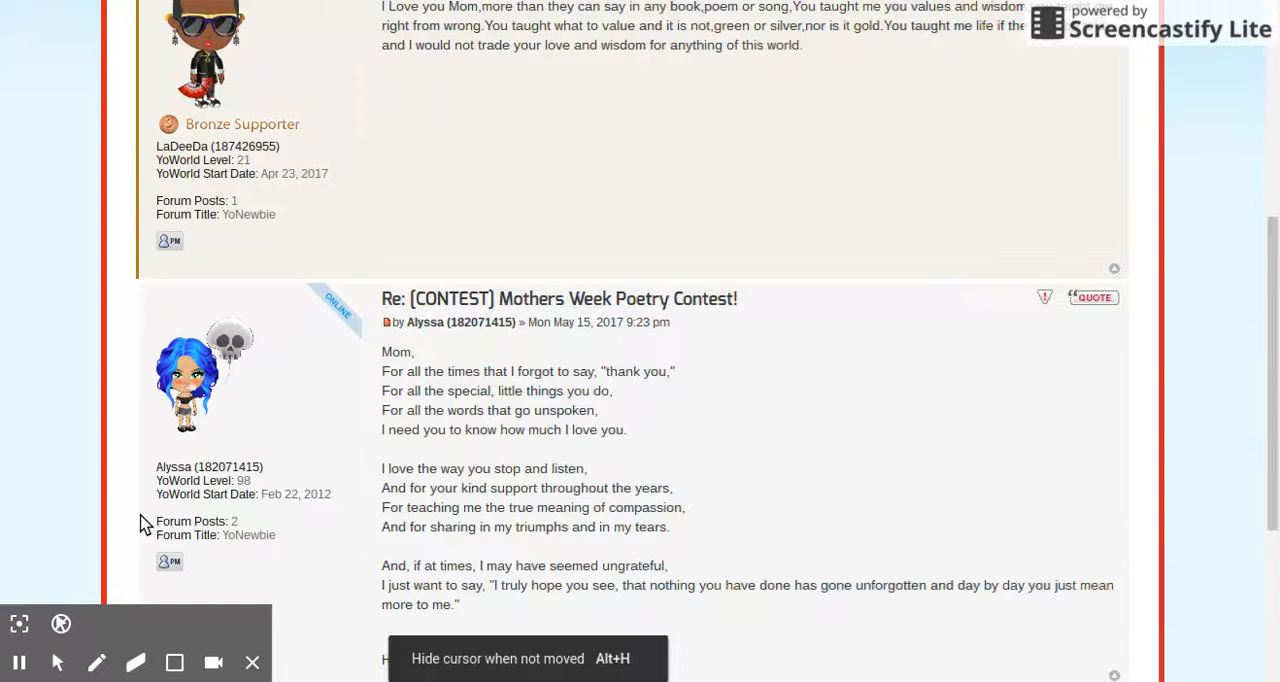 powered by
Screencastify Lite
I Love you Mom,more than they can say in any book,poem or song,You taught me you values and wisdom
right from wrong.You taught what to value and it is not,green or silver,nor is it gold.You taught me life if the
and I would not trade your love and wisdom for anything of this world.
Bronze Supporter
LaDeeDa (187426955)
YoWorld Level: 21
YoWorld Start Date: Apr 23, 2017
Forum Posts: 1
Forum Title: YoNewbie
PM
ONLINE
Re: [CONTEST] Mothers Week Poetry Contest!
QUOTE
by Alyssa (182071415) » Mon May 15, 2017 9:23 pm
Mom,
For all the times that I forgot to say, "thank you,"
For all the special, little things you do,
For all the words that go unspoken,
I need you to know how much I love you.
I love the way you stop and listen,
And for your kind support throughout the years,
For teaching me the true meaning of compassion,
And for sharing in my triumphs and in my tears.
And, if at times, I may have seemed ungrateful,
I just want to say, "I truly hope you see, that nothing you have done has gone unforgotten and day by day you just mean
more to me."
Alyssa (182071415)
YoWorld Level: 98
YoWorld Start Date: Feb 22, 2012
Forum Posts: 2
Forum Title: YoNewbie
PM
Hide cursor when not moved Alt+H